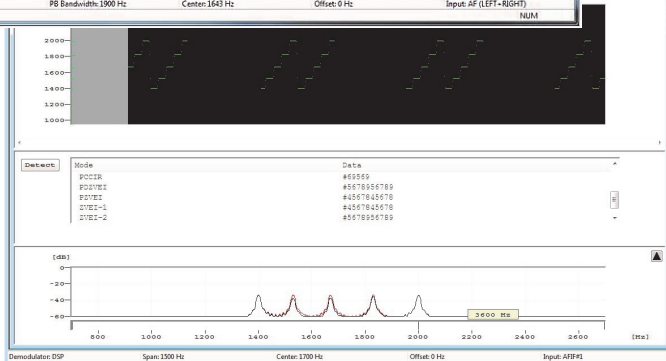 PB Bandwidth: 1900 Hz Center: 1643 Hz Offset: 0 Hz Input: AF (LEFT+RIGHT)
NUM
2000
1800
1600
1400
1200
1000
Detect Mode Data
PCCIR #69569
PDZVEI #5678956789
PZVEI #4567845678
ZVEI-1 #4567845678
ZVEI-2 #5678956789
[dB]
0
-20
-40
-60
3600 Hz
800 1000 1200 1400 1600 1800 2000 2200 2400 2600 [Hz]
Demodulator: DSP Span: 1500 Hz Center: 1700 Hz Offset: 0 Hz Input: AFIF#1